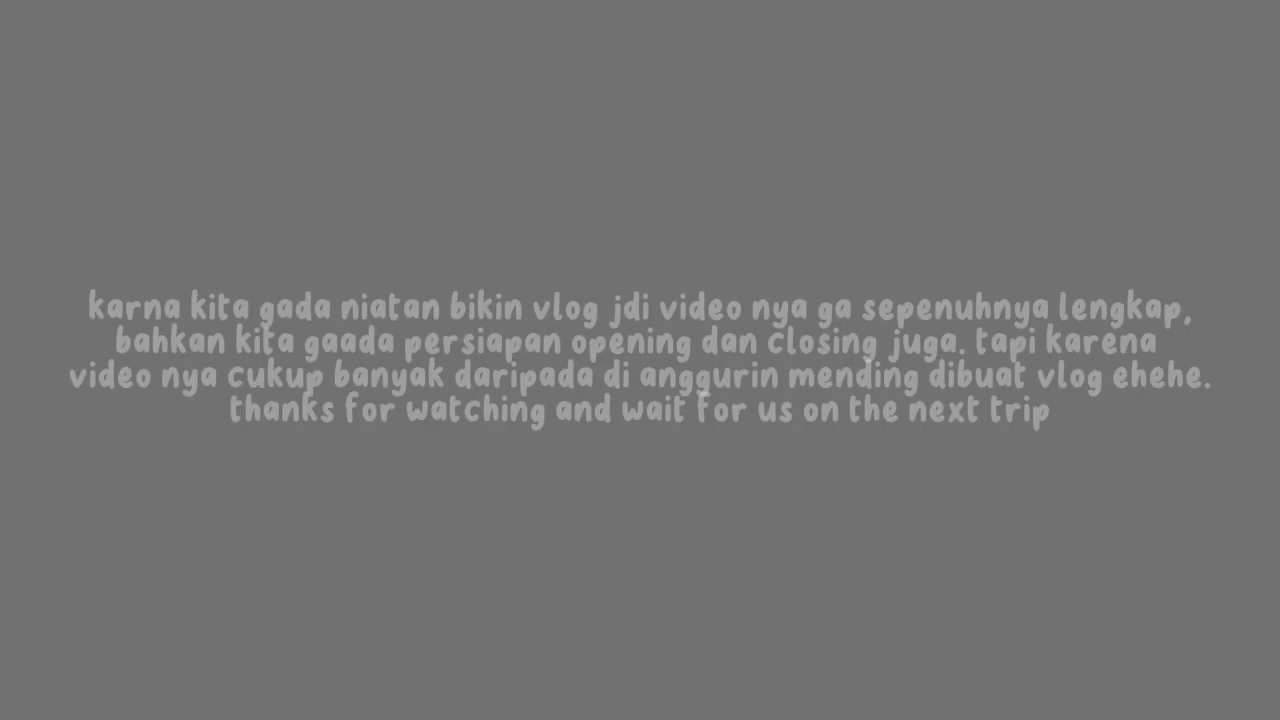 karna kita gada niatan bikin vlog jdi video nya ga sepenuhnya lengkap,
bahkan kita gaada persiapan opening dan closing juga. tapi karena
video nya cukup banyak daripada di anggurin mending dibuat vlog ehehe.
thanks for watching and wait for us on the next trip